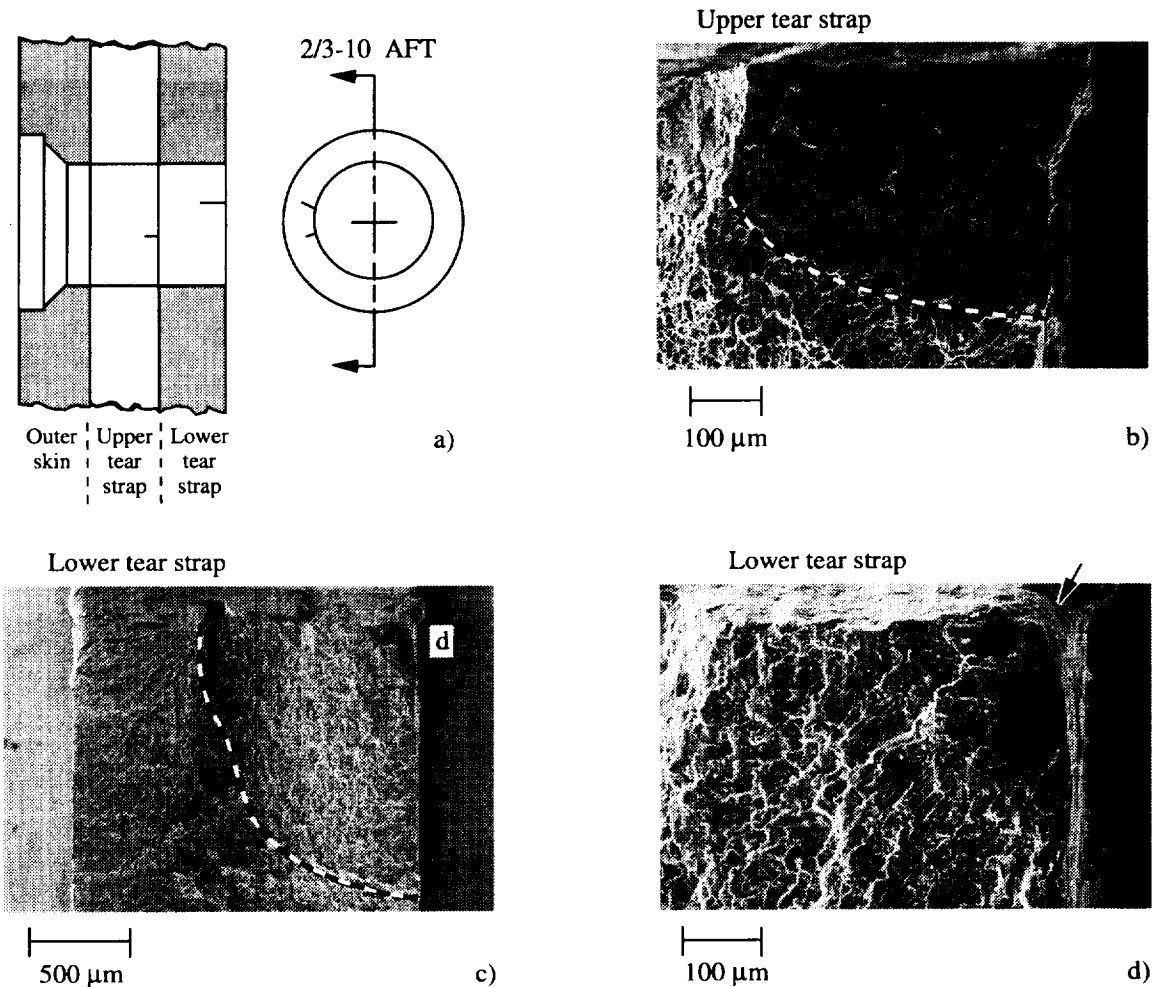 2/3-10 AFT
Outer
skin
Upper
tear
strap
Lower
tear
strap
a)
Upper tear strap
100 μm
b)
Lower tear strap
d
500 μm
c)
Lower tear strap
100 μm
d)